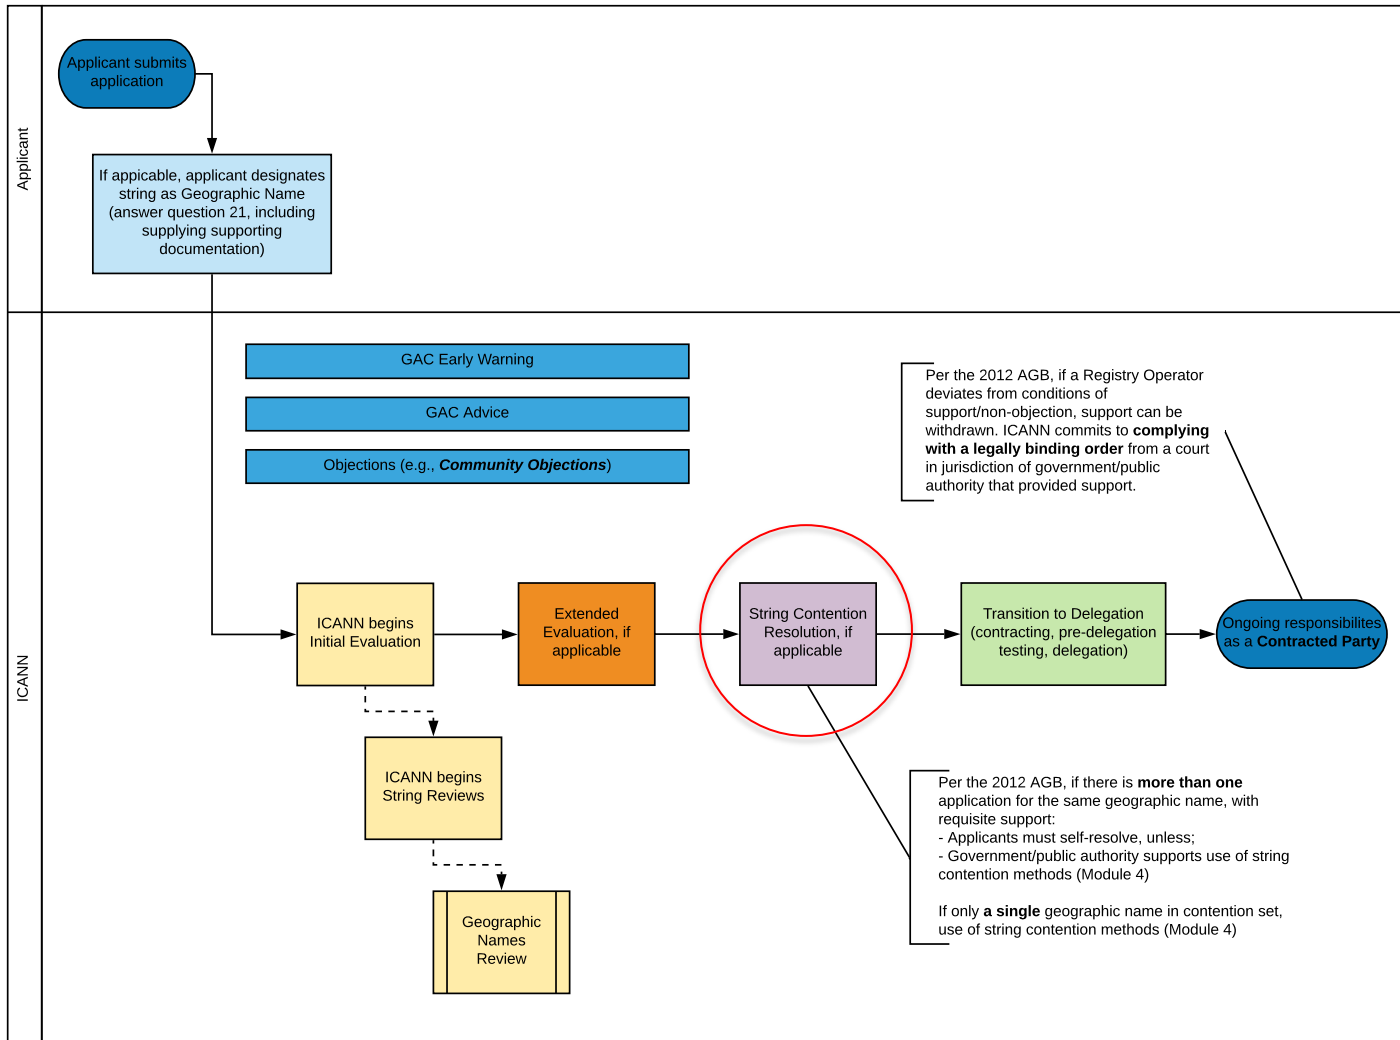 Applicant
Applicant submits
application
If appicable, applicant designates
string as Geographic Name
(answer question 21, including
supplying supporting
documentation)
ICANN
GAC Early Warning
GAC Advice
Objections (e.g., Community Objections)
Per the 2012 AGB, if a Registry Operator
deviates from conditions of
support/non-objection, support can be
withdrawn. ICANN commits to complying
with a legally binding order from a court
in jurisdiction of government/public
authority that provided support.
ICANN begins
Initial Evaluation
Extended
Evaluation, if
applicable
String Contention
Resolution, if
applicable
Transition to Delegation
(contracting, pre-delegation
testing, delegation)
Ongoing responsibilites
as a Contracted Party
ICANN begins
String Reviews
Geographic
Names
Review
Per the 2012 AGB, if there is more than one
application for the same geographic name, with
requisite support:
- Applicants must self-resolve, unless;
- Government/public authority supports use of string
contention methods (Module 4)
If only a single geographic name in contention set,
use of string contention methods (Module 4)